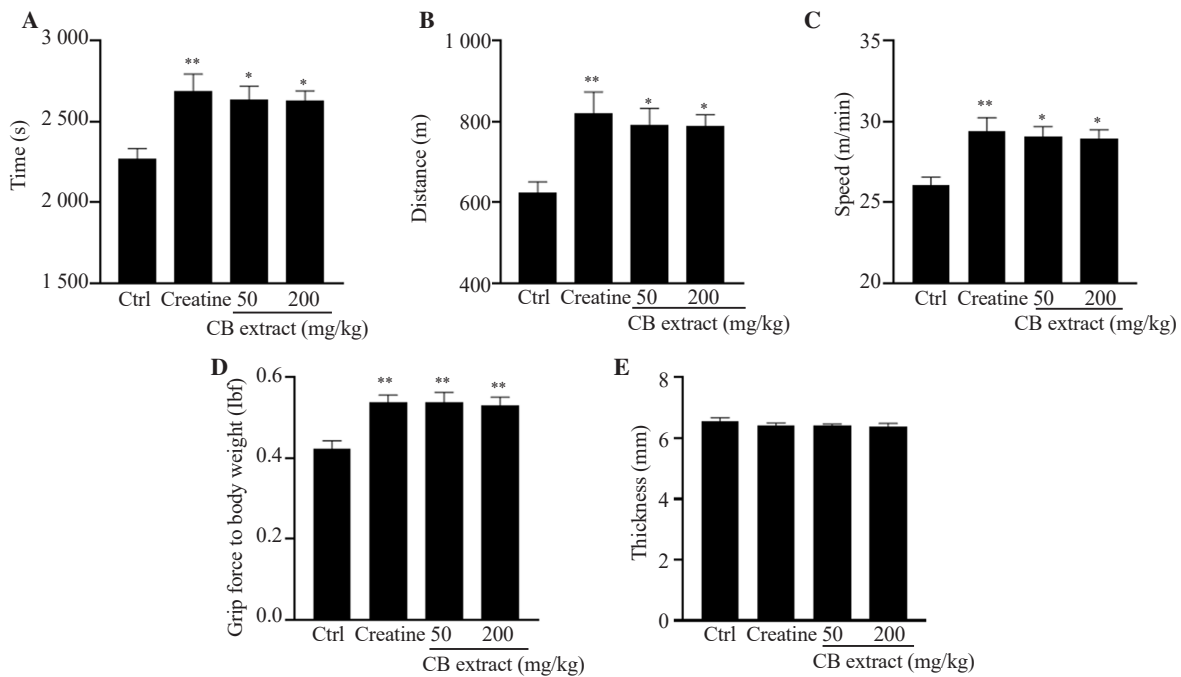 A
3 000
2 500
2 000
1 500
Time (s)
**
*
*
Ctrl Creatine 50 200
CB extract (mg/kg)
B
1 000
800
600
400
Distance (m)
**
*
*
Ctrl Creatine 50 200
CB extract (mg/kg)
C
35
30
25
20
Speed (m/min)
**
*
*
Ctrl Creatine 50 200
CB extract (mg/kg)
D
0.6
0.4
0.2
0.0
Grip force to body weight (Ibf)
**
**
**
Ctrl Creatine 50 200
CB extract (mg/kg)
E
8
6
4
2
0
Thickness (mm)
Ctrl Creatine 50 200
CB extract (mg/kg)